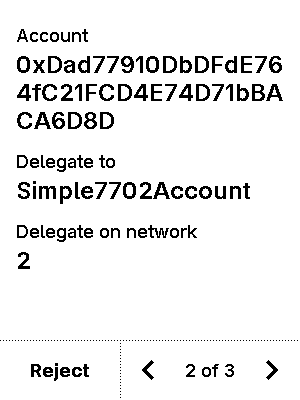 Account
0xDad77910DbDFdE76
4fC21FCD4E74D71bBA
CA6D8D
Delegate to
Simple7702Account
Delegate on network
2
Reject
2 of 3